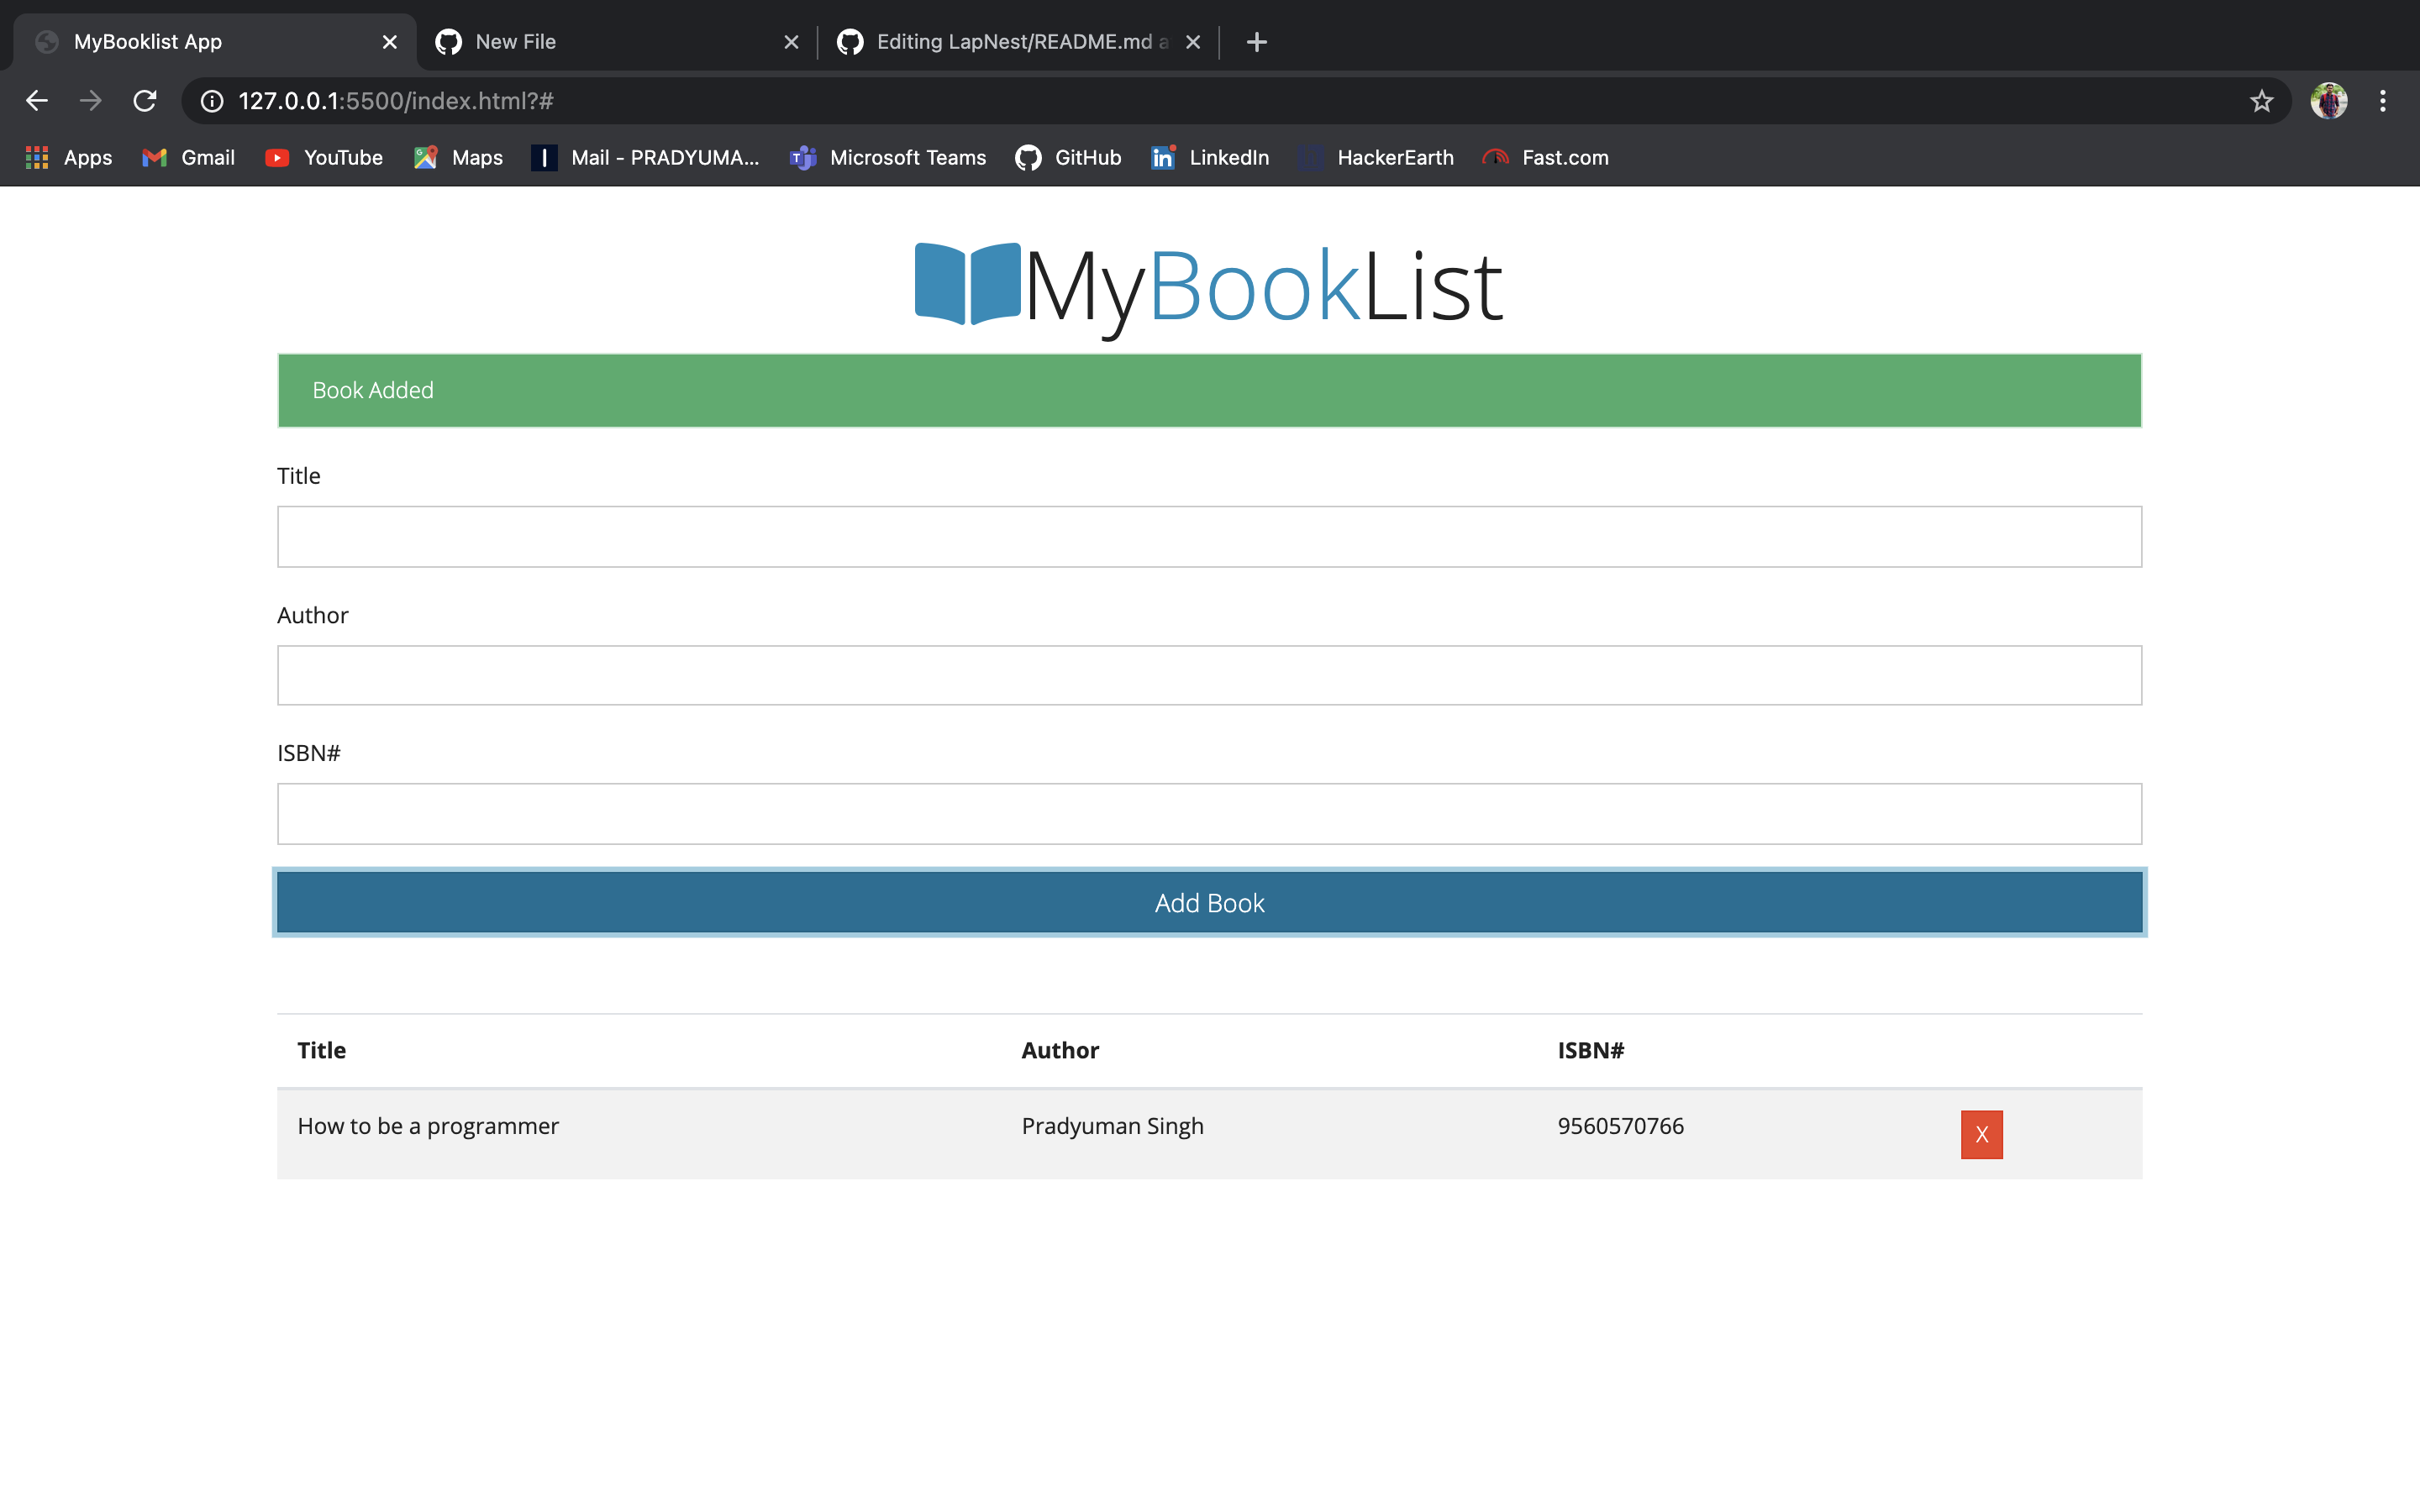 MyBooklist App
New File
Editing LapNest/README.md a
127.0.0.1:5500/index.html?#
Apps
Gmail
YouTube
Maps
Mail - PRADYUMA...
Microsoft Teams
GitHub
LinkedIn
HackerEarth
Fast.com
MyBookList
Book Added
Title
Author
ISBN#
Add Book
Title Author ISBN#
How to be a programmer Pradyuman Singh 9560570766 X